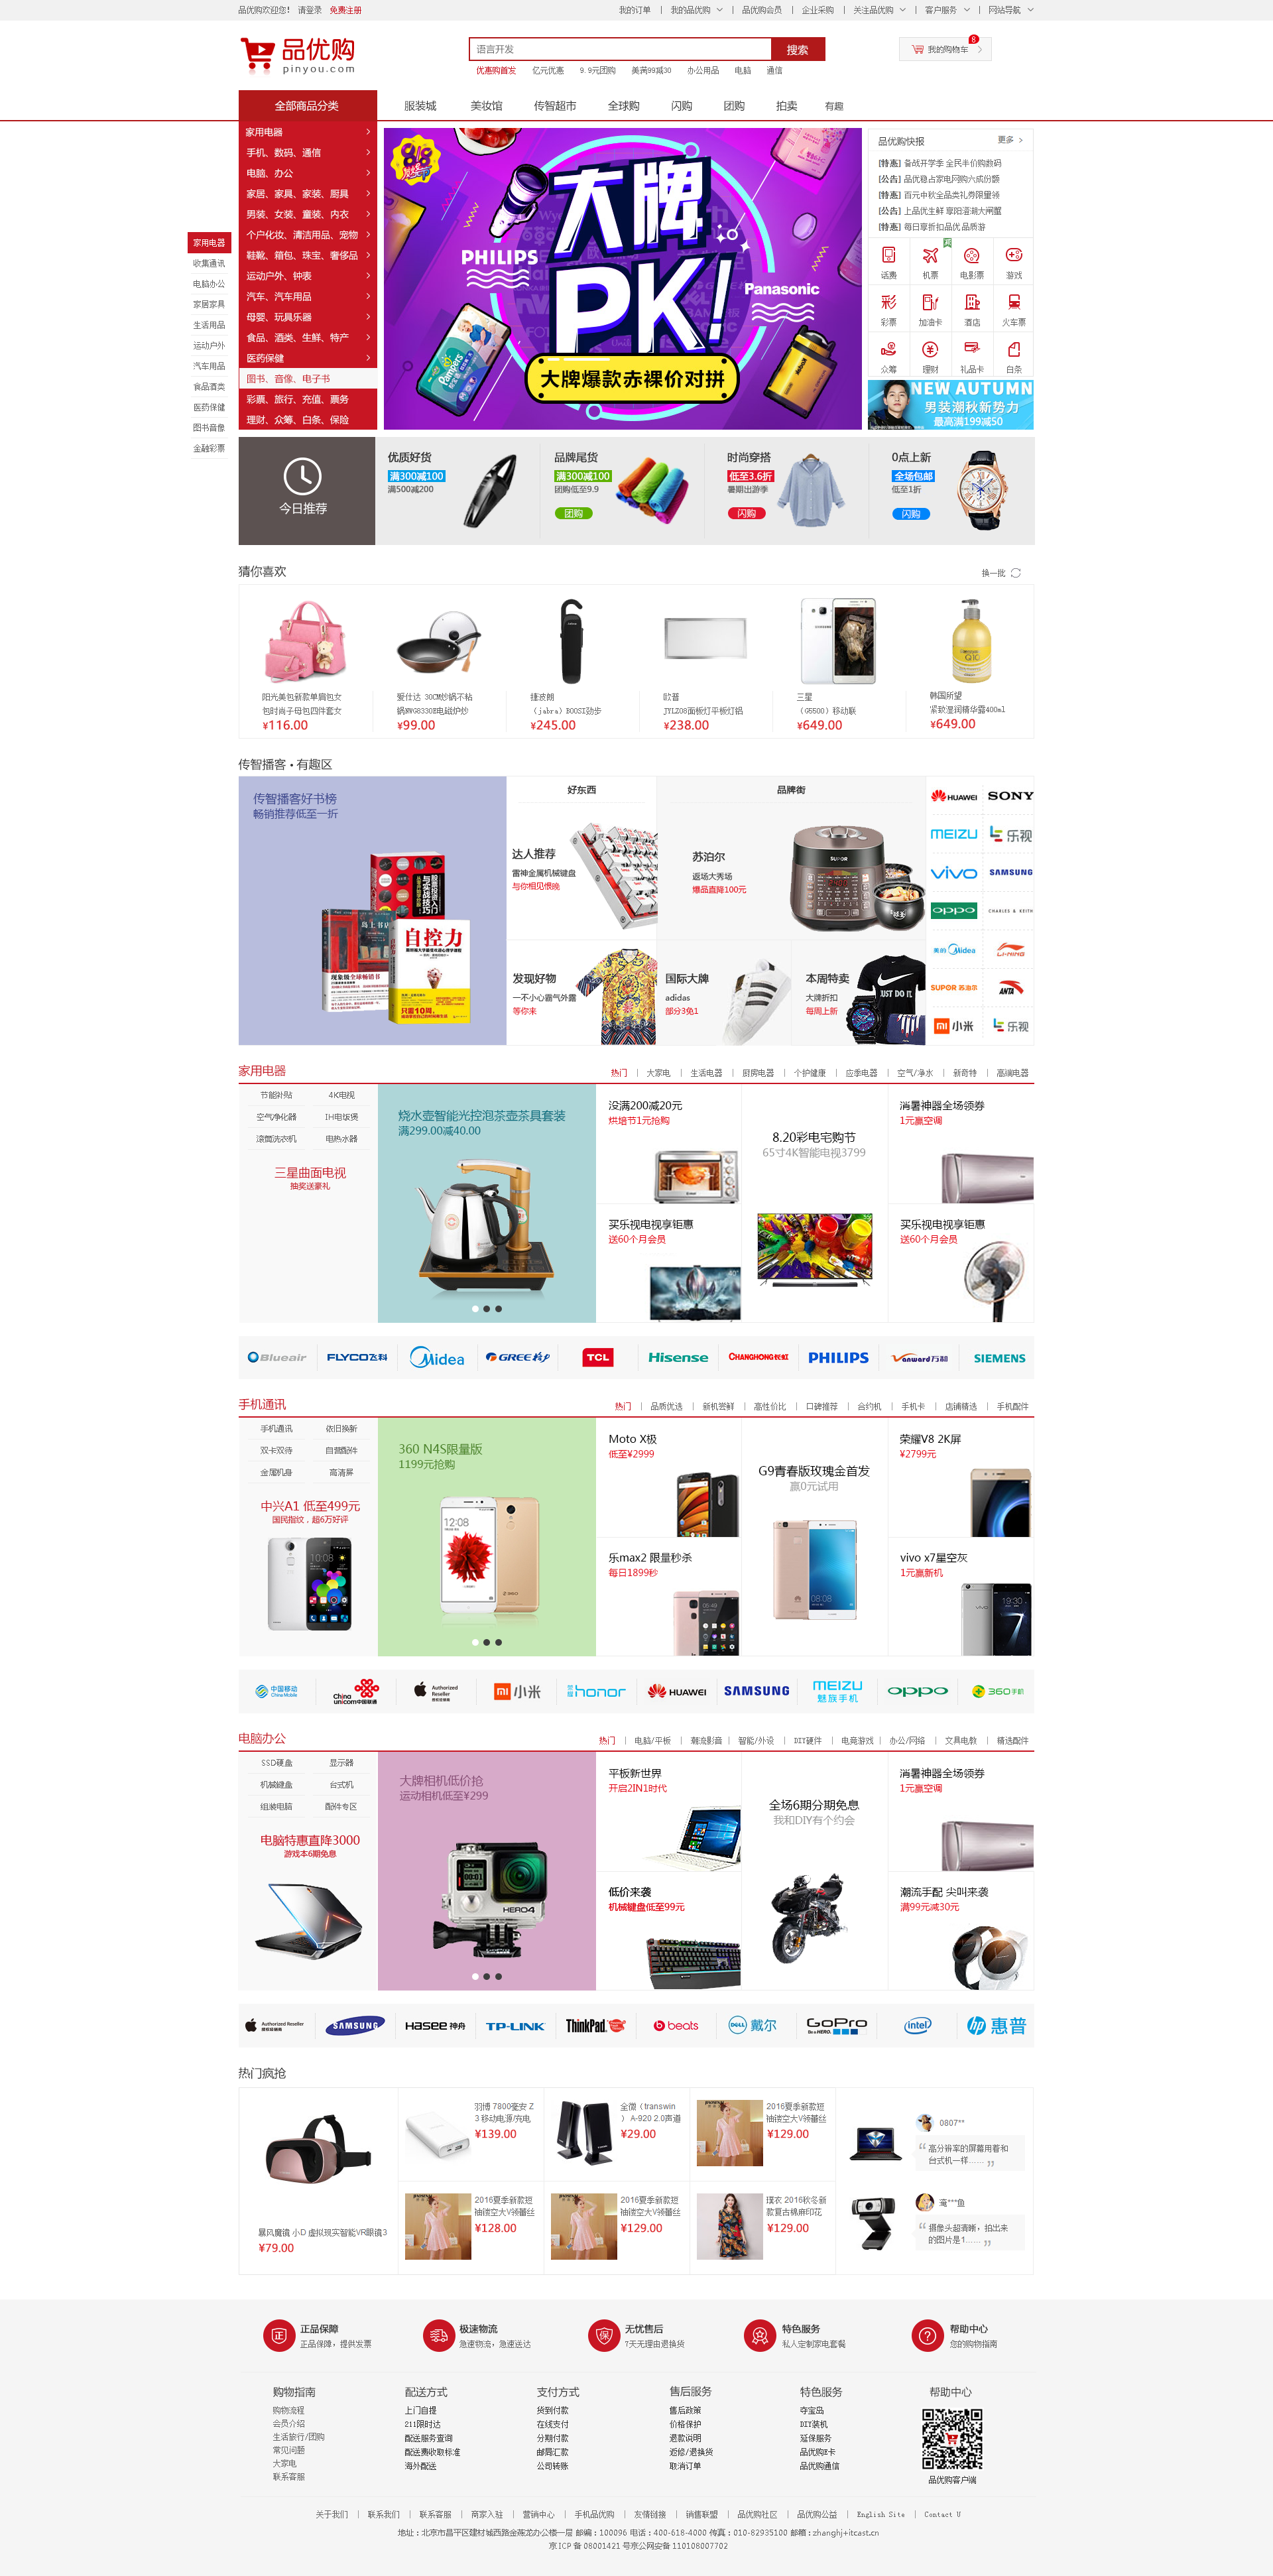 品优购欢迎您! 请登录 免费注册
我的订单 我的品优购 品优购会员 企业采购 关注品优购 客户服务 网站导航
品优购
pinyou.com
语言开发 搜索
我的购物车 8
优惠购首发 亿元优惠 9.9元团购 美满99减30 办公用品 电脑 通信
全部商品分类 服装城 美妆馆 传智超市 全球购 闪购 团购 拍卖 有趣
家用电器
手机、数码、通信
电脑、办公
家居、家具、家装、厨具
男装、女装、童装、内衣
个户化妆、清洁用品、宠物
鞋靴、箱包、珠宝、奢侈品
运动户外、钟表
汽车、汽车用品
母婴、玩具乐器
食品、酒类、生鲜、特产
医药保健
图书、音像、电子书
彩票、旅行、充值、票务
理财、众筹、白条、保险
家用电器
收集通讯
电脑办公
家居家具
生活用品
运动户外
汽车用品
食品酒类
医药保健
图书音像
金融彩票
大牌
PHILIPS
Panasonic
PK
Pampers
大牌爆款赤裸价对拼
品优购快报 更多
[特惠] 备战开学季 全民半价购数码
[公告] 品优稳占家电网购六成份额
[特惠] 百元中秋全品类礼券限量领
[公告] 上品优生鲜 享阳澄湖大闸蟹
[特惠] 每日享折扣品优品质游
话费 机票 电影票 游戏
彩票 加油卡 酒店 火车票
众筹 理财 礼品卡 白条
NEW AUTUMN
男装潮秋新势力
最高满199减50
今日推荐
优质好货
满300减100
满500减200
品牌尾货
满300减100
团购低至9.9
团购
时尚穿搭
低至3.6折
暑期出游季
闪购
0点上新
全场包邮
低至1折
闪购
猜你喜欢 换一批
阳光美包新款单肩包女
包时尚子母包四件套女
¥116.00
爱仕达 30CM炒锅不粘
锅NWG8330E电磁炉炒
¥99.00
捷波朗
（jabra）BOOSI劲步
¥245.00
欧普
JYLZ08面板灯平板灯铝
¥238.00
三星
（G5500）移动联
¥649.00
韩国所望
紧致湿润精华露400ml
¥649.00
传智播客 • 有趣区
传智播客好书榜
畅销推荐低至一折
自控力
好东西
达人推荐
雷神金属机械键盘
与你相见恨晚
发现好物
一不小心霸气外露
等你来
品牌街
苏泊尔
返场大秀场
爆品直降100元
SUPOR
国际大牌
adidas
部分3免1
本周特卖
大牌折扣
每周上新
JUST DO IT.
HUAWEI SONY
MEIZU 乐视
vivo SAMSUNG
OPPO CHARLES & KEITH
美的 Midea LI-NING
SUPOR 苏泊尔 ANTA
小米 乐视
家用电器
热门 大家电 生活电器 厨房电器 个护健康 应季电器 空气/净水 新奇特 高端电器
节能补贴 4K电视
空气净化器 IH电饭煲
滚筒洗衣机 电热水器
三星曲面电视
抽奖送豪礼
烧水壶智能光控泡茶壶茶具套装
满299.00减40.00
没满200减20元
烘培节1元抢购
买乐视电视享钜惠
送60个月会员
8.20彩电宅购节
65寸4K智能电视3799
消暑神器全场领券
1元赢空调
买乐视电视享钜惠
送60个月会员
Blueair FLYCO飞科 Midea GREE格力 TCL Hisense CHANGHONG长虹 PHILIPS Vanward万和 SIEMENS
手机通讯
热门 品质优选 新机尝鲜 高性价比 口碑推荐 合约机 手机卡 店铺精选 手机配件
手机通讯 依旧换新
双卡双待 自营配件
金属机身 高清屏
中兴A1 低至499元
国民指纹，超6万好评
360 N4S限量版
1199元抢购
Moto X极
低至¥2999
乐max2 限量秒杀
每日1899秒
G9青春版玫瑰金首发
赢0元试用
荣耀V8 2K屏
¥2799元
vivo x7星空灰
1元赢新机
中国移动 China Mobile China unicom中国联通 Authorized Reseller 小米 荣耀honor HUAWEI SAMSUNG MEIZU 魅族手机 OPPO 360手机
电脑办公
热门 电脑/平板 潮流影音 智能/外设 DIY硬件 电竞游戏 办公/网络 文具电教 精选配件
SSD硬盘 显示器
机械键盘 台式机
组装电脑 配件专区
电脑特惠直降3000
游戏本6期免息
大牌相机低价抢
运动相机低至¥299
HERO4
平板新世界
开启2IN1时代
低价来袭
机械键盘低至99元
全场6期分期免息
我和DIY有个约会
消暑神器全场领券
1元赢空调
潮流手配 尖叫来袭
满99元减30元
Authorized Reseller SAMSUNG HASEE 神舟 TP-LINK ThinkPad beats DELL 戴尔 GoPro Be a HERO. intel hp 惠普
热门疯抢
暴风魔镜 小D 虚拟现实智能VR眼镜3
¥79.00
羽博 7800毫安 Z
3 移动电源/充电
¥139.00
全微（transwin
） A-920 2.0声道
¥29.00
2016夏季新款短
袖镂空大V领蕾丝
¥129.00
2016夏季新款短
袖镂空大V领蕾丝
¥128.00
2016夏季新款短
袖镂空大V领蕾丝
¥129.00
璞衣 2016秋冬新
款复古棉麻印花
¥129.00
0807**
高分辨率的屏幕用着和
台式机一样......
淹***鱼
摄像头超清晰，拍出来
的图片是1......
正品保障
正品保障，提供发票
极速物流
急速物流，急速送达
无忧售后
7天无理由退换货
特色服务
私人定制家电套餐
帮助中心
您的购物指南
购物指南
购物流程
会员介绍
生活旅行/团购
常见问题
大家电
联系客服
配送方式
上门自提
211限时达
配送服务查询
配送费收取标准
海外配送
支付方式
货到付款
在线支付
分期付款
邮局汇款
公司转账
售后服务
售后政策
价格保护
退款说明
返修/退换货
取消订单
特色服务
夺宝岛
DIY装机
延保服务
品优购E卡
品优购通信
帮助中心
品优购客户端
关于我们 联系我们 联系客服 商家入驻 营销中心 手机品优购 友情链接 销售联盟 品优购社区 品优购公益 English Site Contact U
地址：北京市昌平区建材城西路金燕龙办公楼一层 邮编：100096 电话：400-618-4000 传真：010-82935100 邮箱：zhanghj+itcast.cn
京ICP 备 08001421 号京公网安备 110108007702